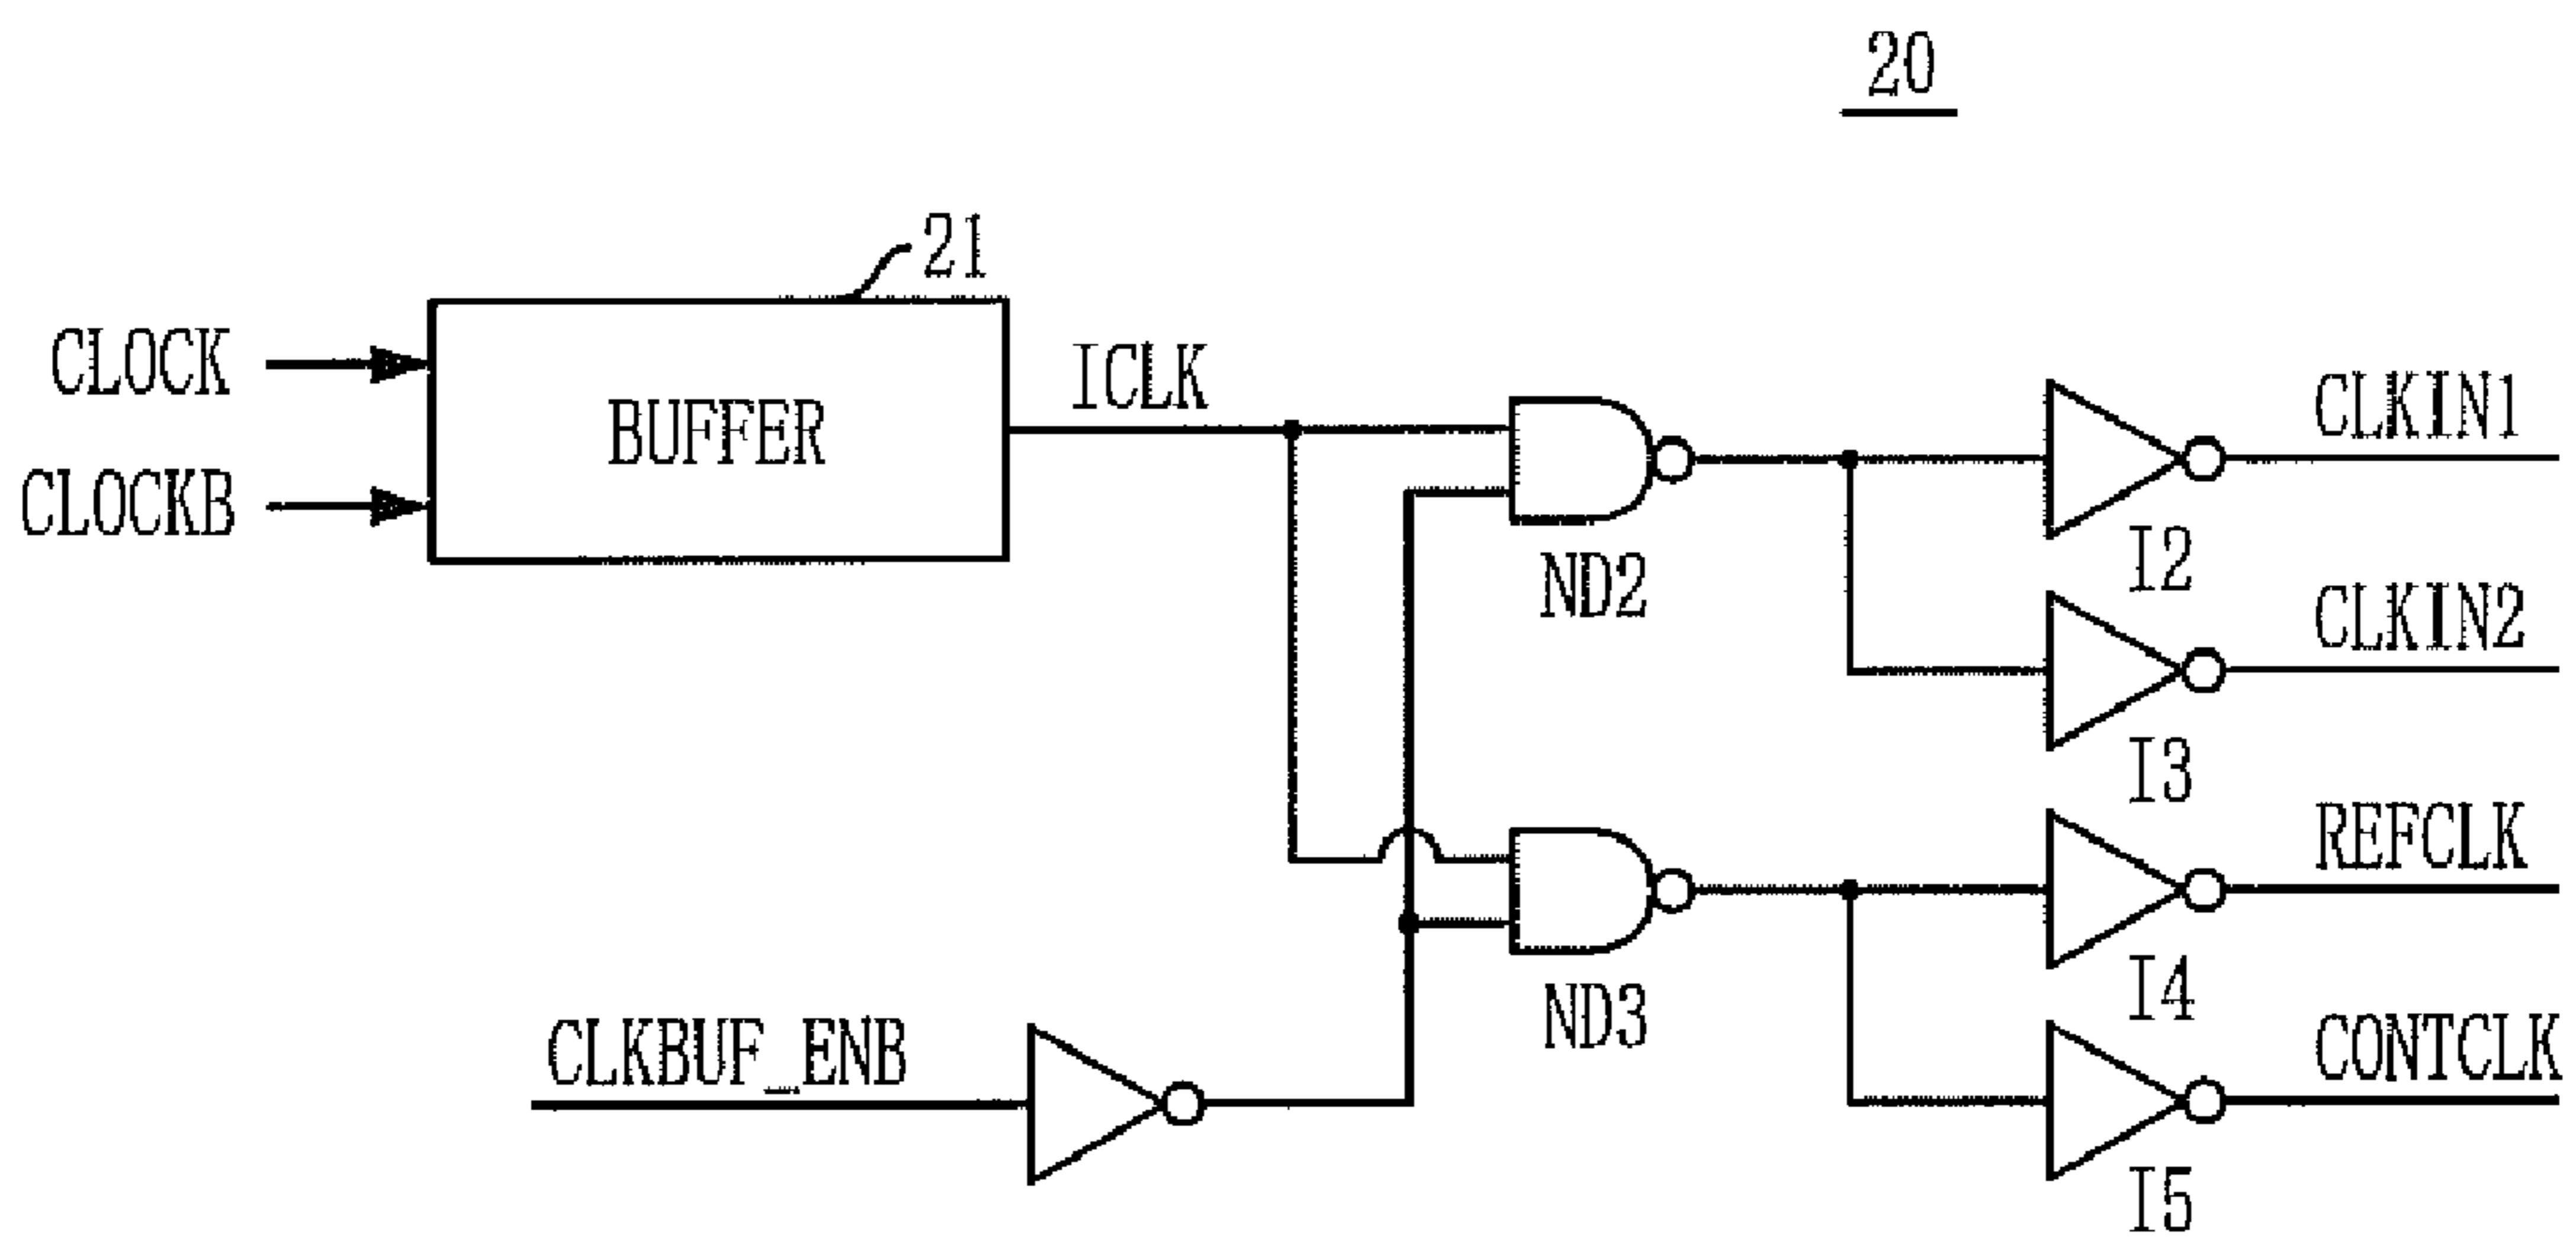 20
21
CLOCK
ICLK
CLKIN1
BUFFER
CLOCKB
I2
ND2
CLKIN2
I3
REFCLK
I4
ND3
CLKBUF_ENB
CONTCLK
I5